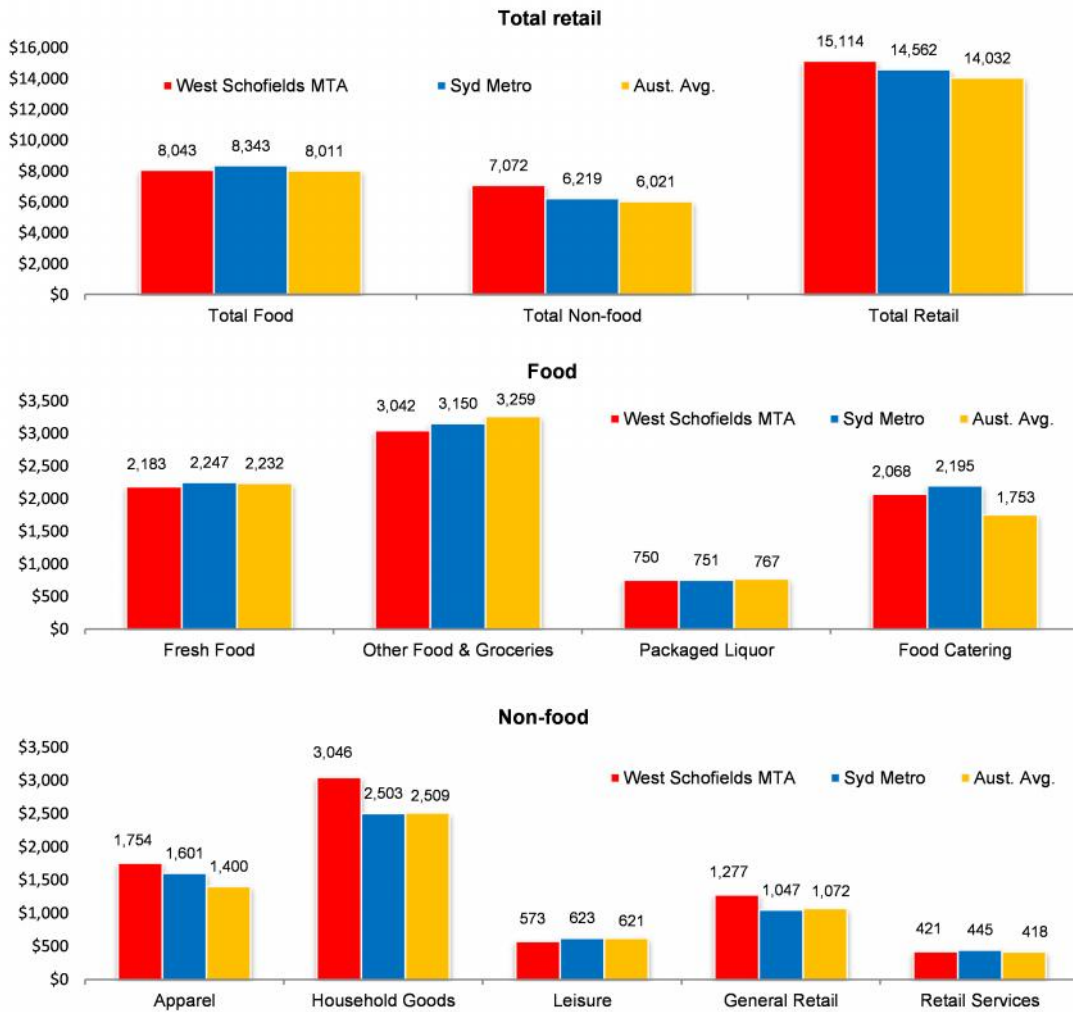 Total retail
$16,000
$14,000
$12,000
$10,000
$8,000
$6,000
$4,000
$2,000
$0
West Schofields MTA Syd Metro Aust. Avg.
8,043 8,343 8,011
7,072 6,219 6,021
15,114 14,562 14,032
Total Food Total Non-food Total Retail
Food
$3,500
$3,000
$2,500
$2,000
$1,500
$1,000
$500
$0
West Schofields MTA Syd Metro Aust. Avg.
2,183 2,247 2,232
3,042 3,150 3,259
750 751 767
2,068 2,195 1,753
Fresh Food Other Food & Groceries Packaged Liquor Food Catering
Non-food
$3,500
$3,000
$2,500
$2,000
$1,500
$1,000
$500
$0
West Schofields MTA Syd Metro Aust. Avg.
1,754 1,601 1,400
3,046 2,503 2,509
573 623 621
1,277 1,047 1,072
421 445 418
Apparel Household Goods Leisure General Retail Retail Services